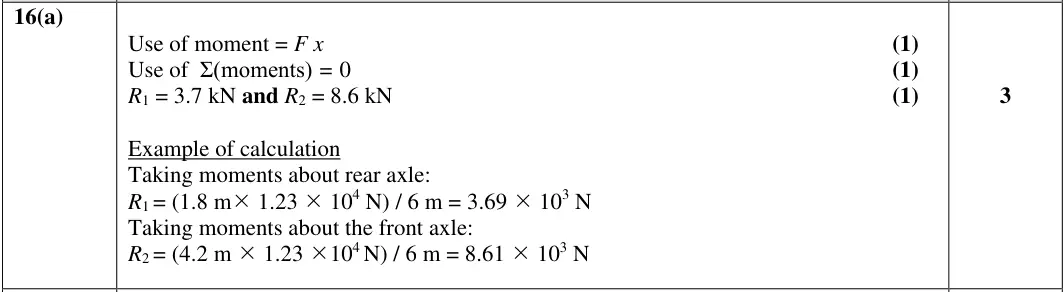 16(a)
Use of moment = F x (1)
Use of Σ(moments) = 0 (1)
R₁ = 3.7 kN and R₂ = 8.6 kN (1) 3
Example of calculation
Taking moments about rear axle:
R₁ = (1.8 m× 1.23 × 10⁴ N) / 6 m = 3.69 × 10³ N
Taking moments about the front axle:
R₂ = (4.2 m × 1.23 ×10⁴ N) / 6 m = 8.61 × 10³ N